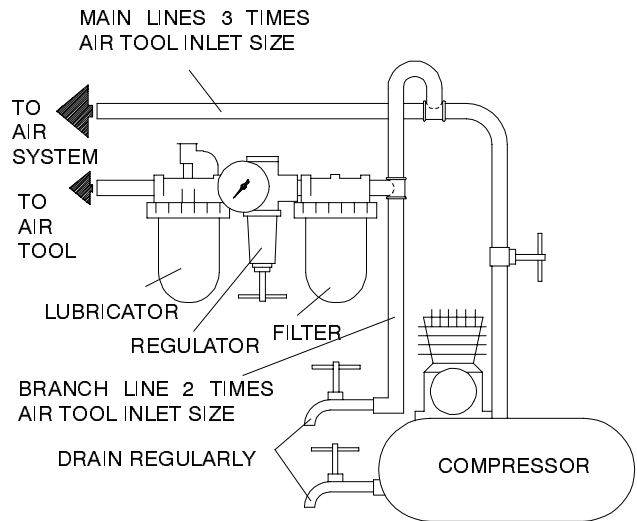 MAIN LINES 3 TIMES
AIR TOOL INLET SIZE
TO
AIR
SYSTEM
TO
AIR
TOOL
LUBRICATOR
REGULATOR
FILTER
BRANCH LINE 2 TIMES
AIR TOOL INLET SIZE
DRAIN REGULARLY
COMPRESSOR